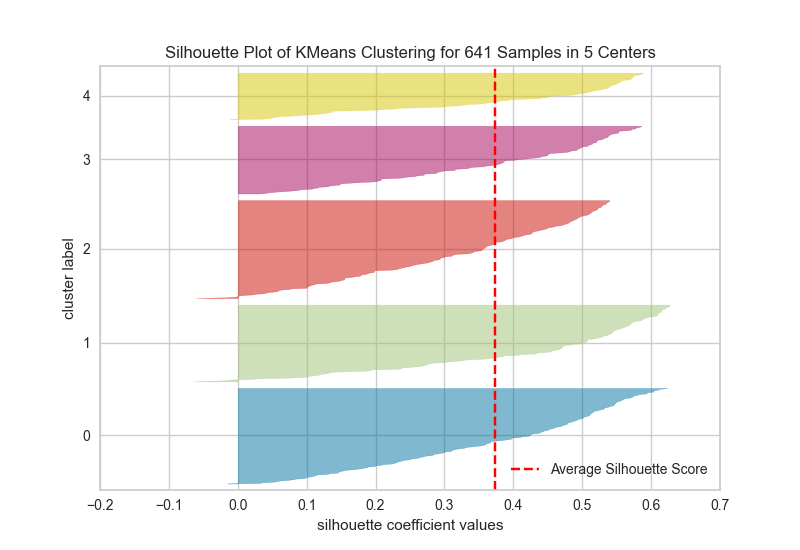 Silhouette Plot of KMeans Clustering for 641 Samples in 5 Centers
cluster label
4
3
2
1
0
Average Silhouette Score
−0.2 −0.1 0.0 0.1 0.2 0.3 0.4 0.5 0.6 0.7
silhouette coefficient values